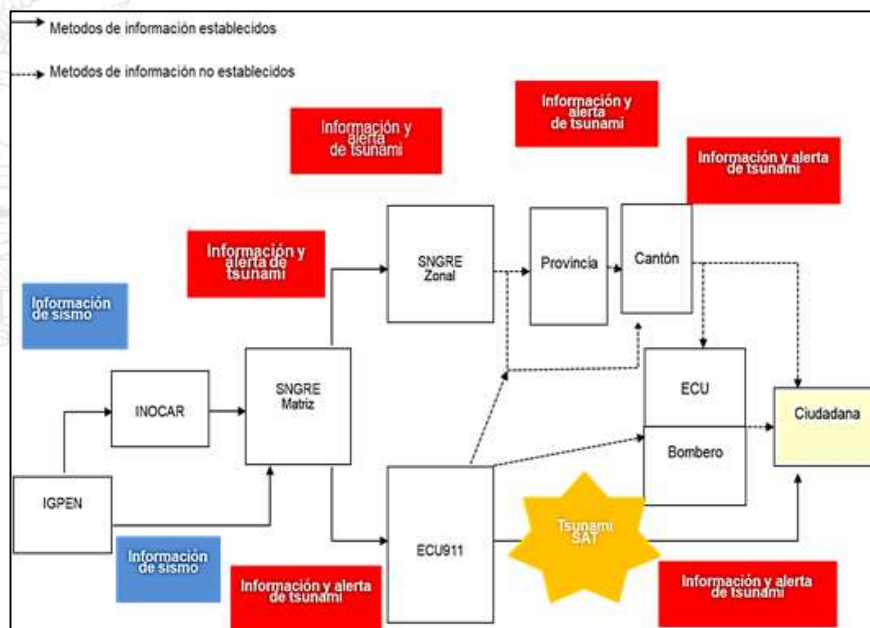 Metodos de información establecidos
Metodos de información no establecidos
Información y
alerta
de tsunami
Información y
alerta
de tsunami
Información y alerta
de tsunami
Información y
alerta de
tsunami
SNGRE
Zonal
Provincia
Cantón
Información
de sismo
INOCAR
SNGRE
Matriz
ECU
Bombero
Ciudadana
IGPEN
Información
de sismo
ECU911
Tsunami
SAT
Información y alerta
de tsunami
Información y alerta
de tsunami